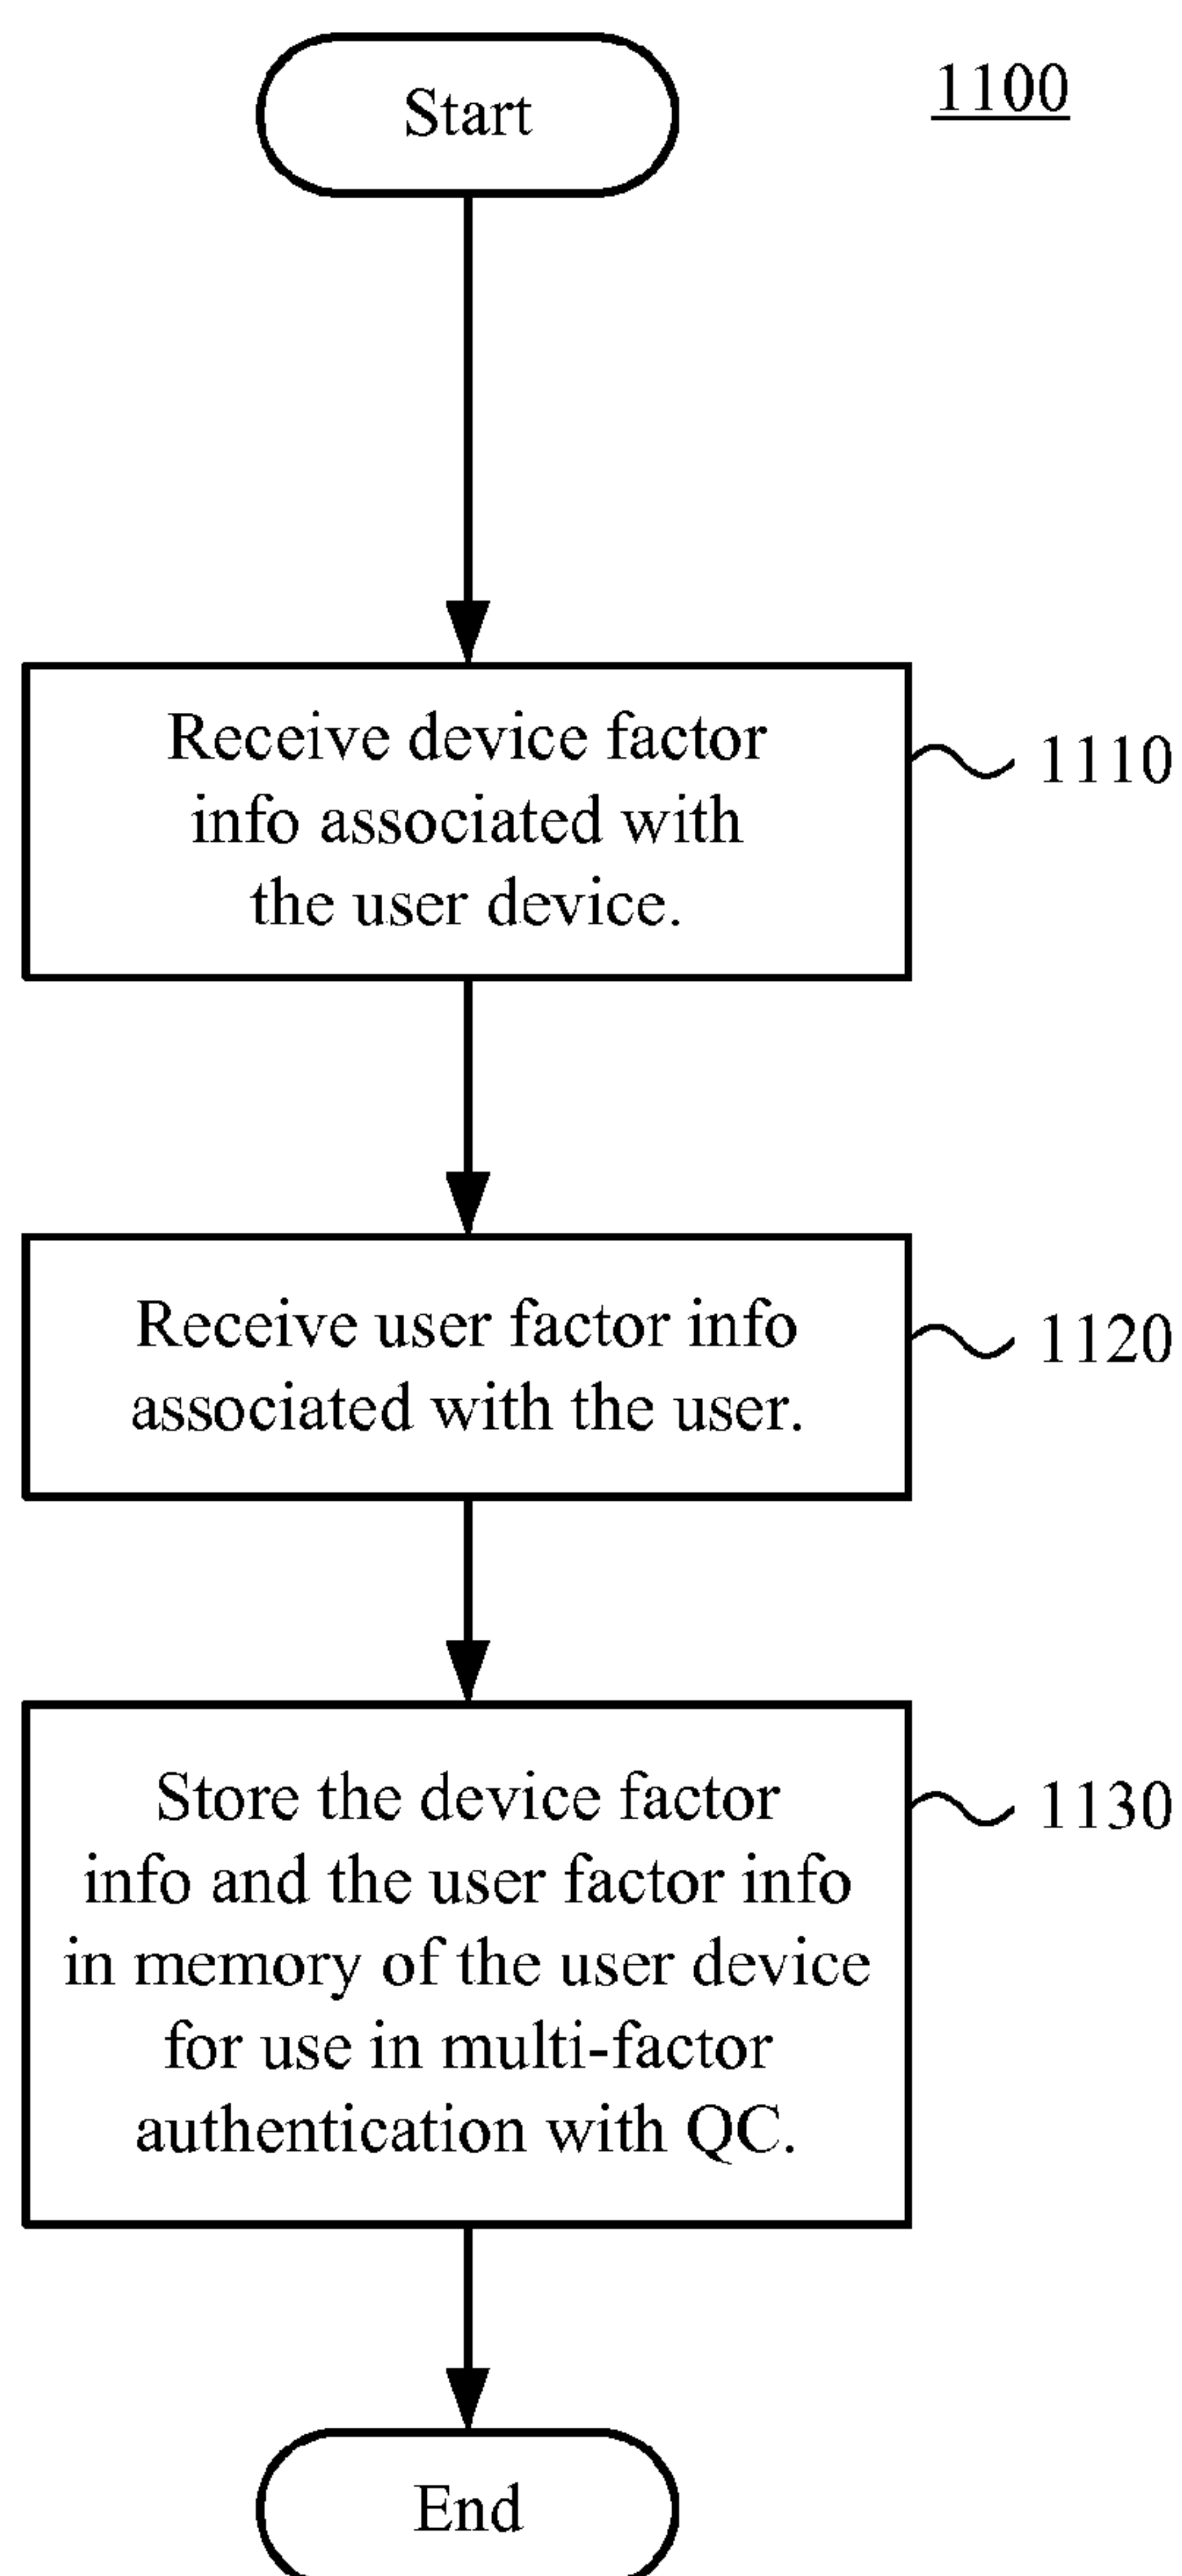 Start
1100
Receive device factor
info associated with
the user device.
1110
Receive user factor info
associated with the user.
1120
Store the device factor
info and the user factor info
in memory of the user device
for use in multi-factor
authentication with QC.
1130
End